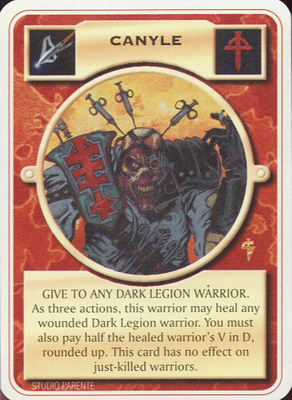 CANYLE
GIVE TO ANY DARK LEGION WARRIOR.
As three actions, this warrior may heal any
wounded Dark Legion warrior. You must
also pay half the healed warrior's V in D,
rounded up. This card has no effect on
just-killed warriors.
STUDIO PARENTE